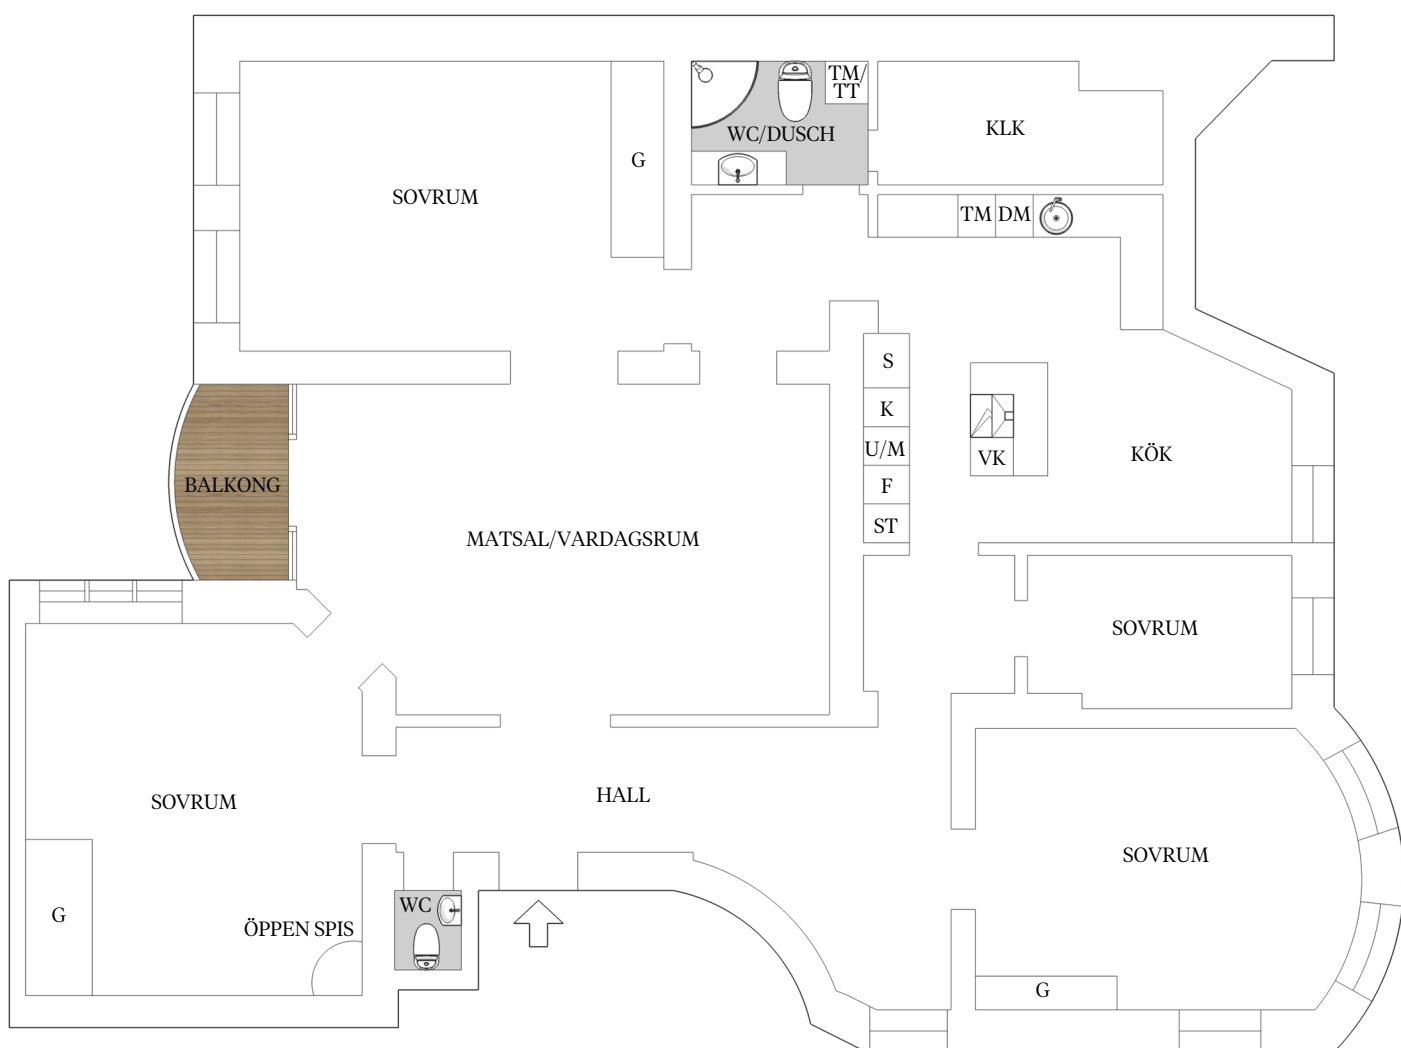 TM/
TT
WC/DUSCH
KLK
G
SOVRUM
TM DM
S
K
U/M
VK
KÖK
F
BALKONG
ST
MATSAL/VARDAGSRUM
SOVRUM
SOVRUM
HALL
SOVRUM
G
WC
ÖPPEN SPIS
G